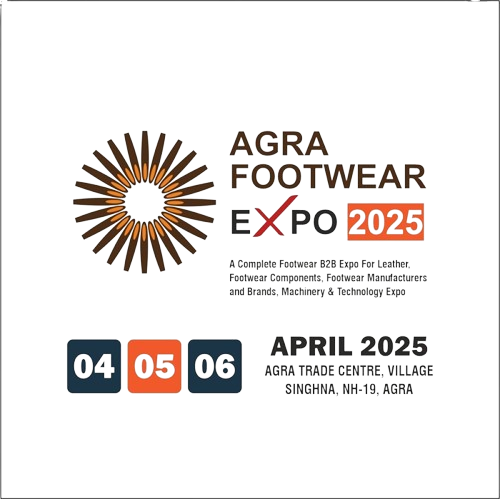 AGRA
FOOTWEAR
EXPO 2025
A Complete Footwear B2B Expo For Leather,
Footwear Components, Footwear Manufacturers
and Brands, Machinery & Technology Expo
04 05 06
APRIL 2025
AGRA TRADE CENTRE, VILLAGE
SINGHNA, NH-19, AGRA